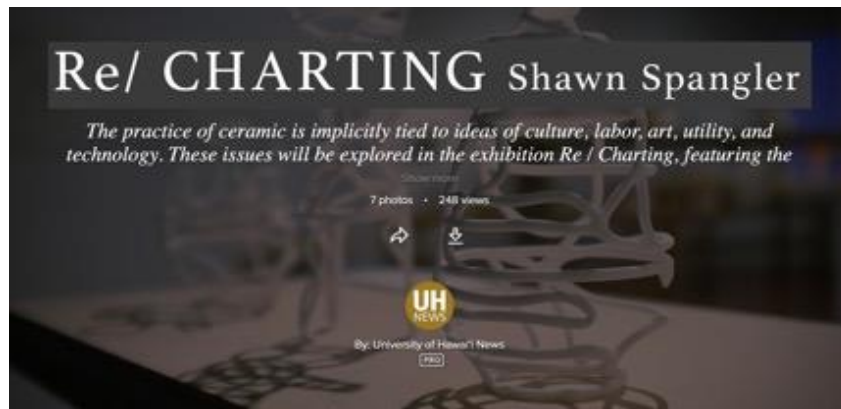 Re/ CHARTING Shawn Spangler
The practice of ceramic is implicitly tied to ideas of culture, labor, art, utility, and
technology. These issues will be explored in the exhibition Re / Charting, featuring the
Show more
7 photos • 248 views
UH
NEWS
By: University of Hawai'i News
PRO